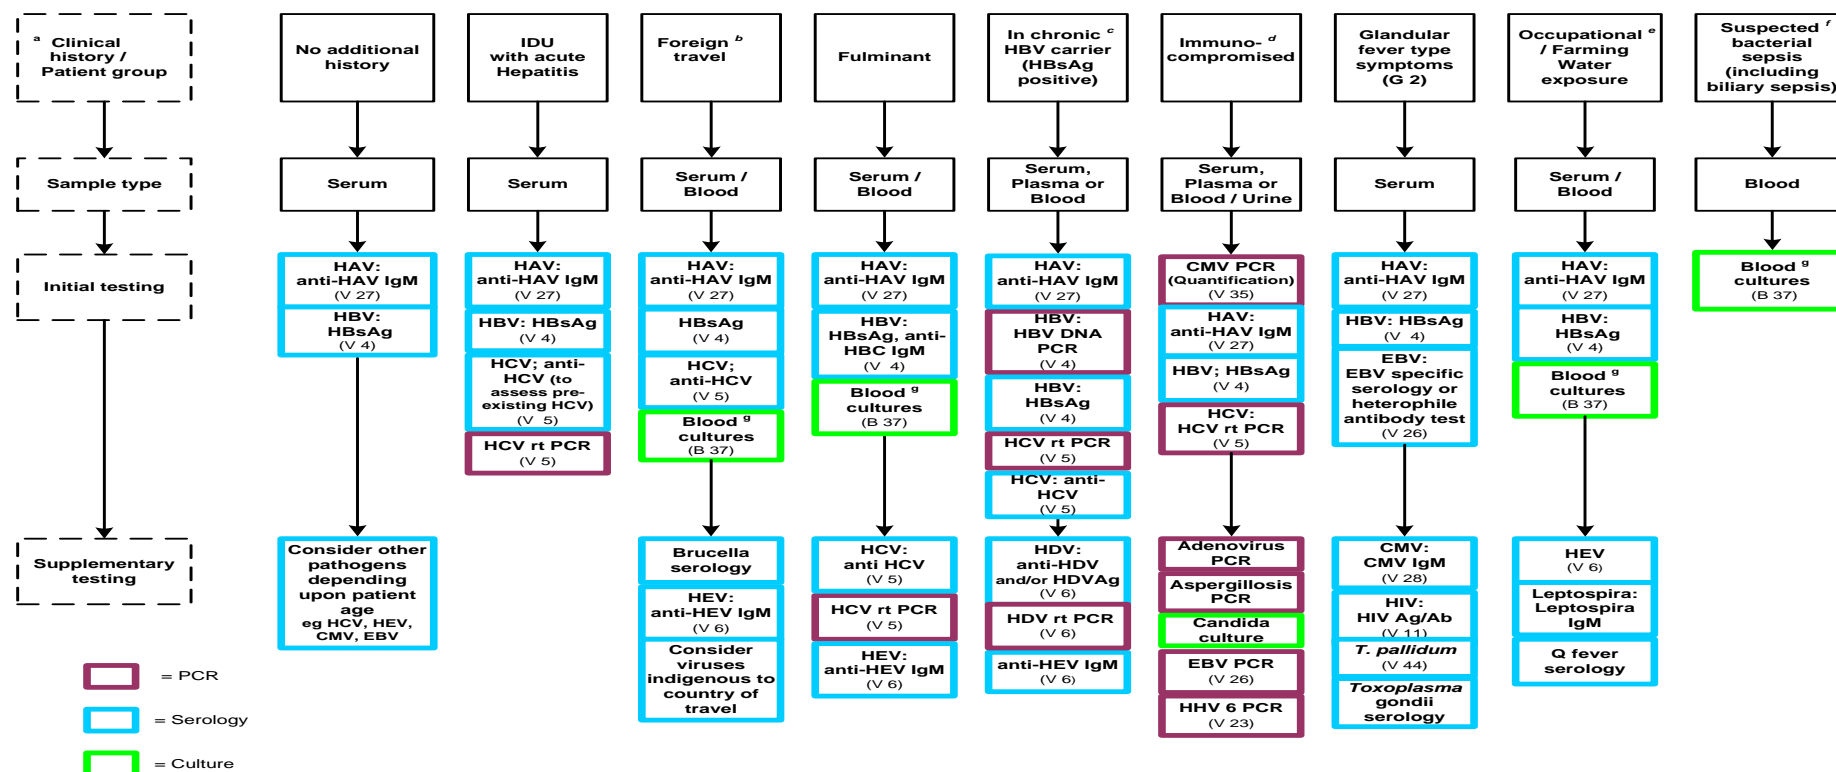 a Clinical
history /
Patient group
No additional
history
IDU
with acute
Hepatitis
Foreign b
travel
Fulminant
In chronic c
HBV carrier
(HBsAg
positive)
Immuno- d
compromised
Glandular
fever type
symptoms
(G 2)
Occupational e
/ Farming
Water
exposure
Suspected f
bacterial
sepsis
(including
biliary sepsis)
Sample type
Serum
Serum
Serum /
Blood
Serum /
Blood
Serum,
Plasma or
Blood
Serum,
Plasma or
Blood / Urine
Serum
Serum /
Blood
Blood
Initial testing
HAV:
anti-HAV IgM
(V 27)
HBV:
HBsAg
(V 4)
HAV:
anti-HAV IgM
(V 27)
HBV: HBsAg
(V 4)
HCV; anti-
HCV (to
assess pre-
existing HCV)
(V 5)
HCV rt PCR
(V 5)
HAV:
anti-HAV IgM
(V 27)
HBsAg
(V 4)
HCV;
anti-HCV
(V 5)
Blood g
cultures
(B 37)
HAV:
anti-HAV IgM
(V 27)
HBV:
HBsAg, anti-
HBC IgM
(V 4)
Blood g
cultures
(B 37)
HAV:
anti-HAV IgM
(V 27)
HBV:
HBV DNA
PCR
(V 4)
HBV:
HBsAg
(V 4)
HCV rt PCR
(V 5)
HCV: anti-
HCV
(V 5)
CMV PCR
(Quantification)
(V 35)
HAV:
anti-HAV IgM
(V 27)
HBV; HBsAg
(V 4)
HCV:
HCV rt PCR
(V 5)
HAV:
anti-HAV IgM
(V 27)
HBV: HBsAg
(V 4)
EBV:
EBV specific
serology or
heterophile
antibody test
(V 26)
HAV:
anti-HAV IgM
(V 27)
HBV:
HBsAg
(V 4)
Blood g
cultures
(B 37)
Blood g
cultures
(B 37)
Supplementary
testing
Consider other
pathogens
depending
upon patient
age
eg HCV, HEV,
CMV, EBV
Brucella
serology
HEV:
anti-HEV IgM
(V 6)
Consider
viruses
indigenous to
country of
travel
HCV:
anti HCV
(V 5)
HCV rt PCR
(V 5)
HEV:
anti-HEV IgM
(V 6)
HDV:
anti-HDV
and/or HDVAg
(V 6)
HDV rt PCR
(V 6)
anti-HEV IgM
(V 6)
Adenovirus
PCR
Aspergillosis
PCR
Candida
culture
EBV PCR
(V 26)
HHV 6 PCR
(V 23)
CMV:
CMV IgM
(V 28)
HIV:
HIV Ag/Ab
(V 11)
T. pallidum
(V 44)
Toxoplasma
gondii
serology
HEV
(V 6)
Leptospira:
Leptospira
IgM
Q fever
serology
= PCR
= Serology
= Culture